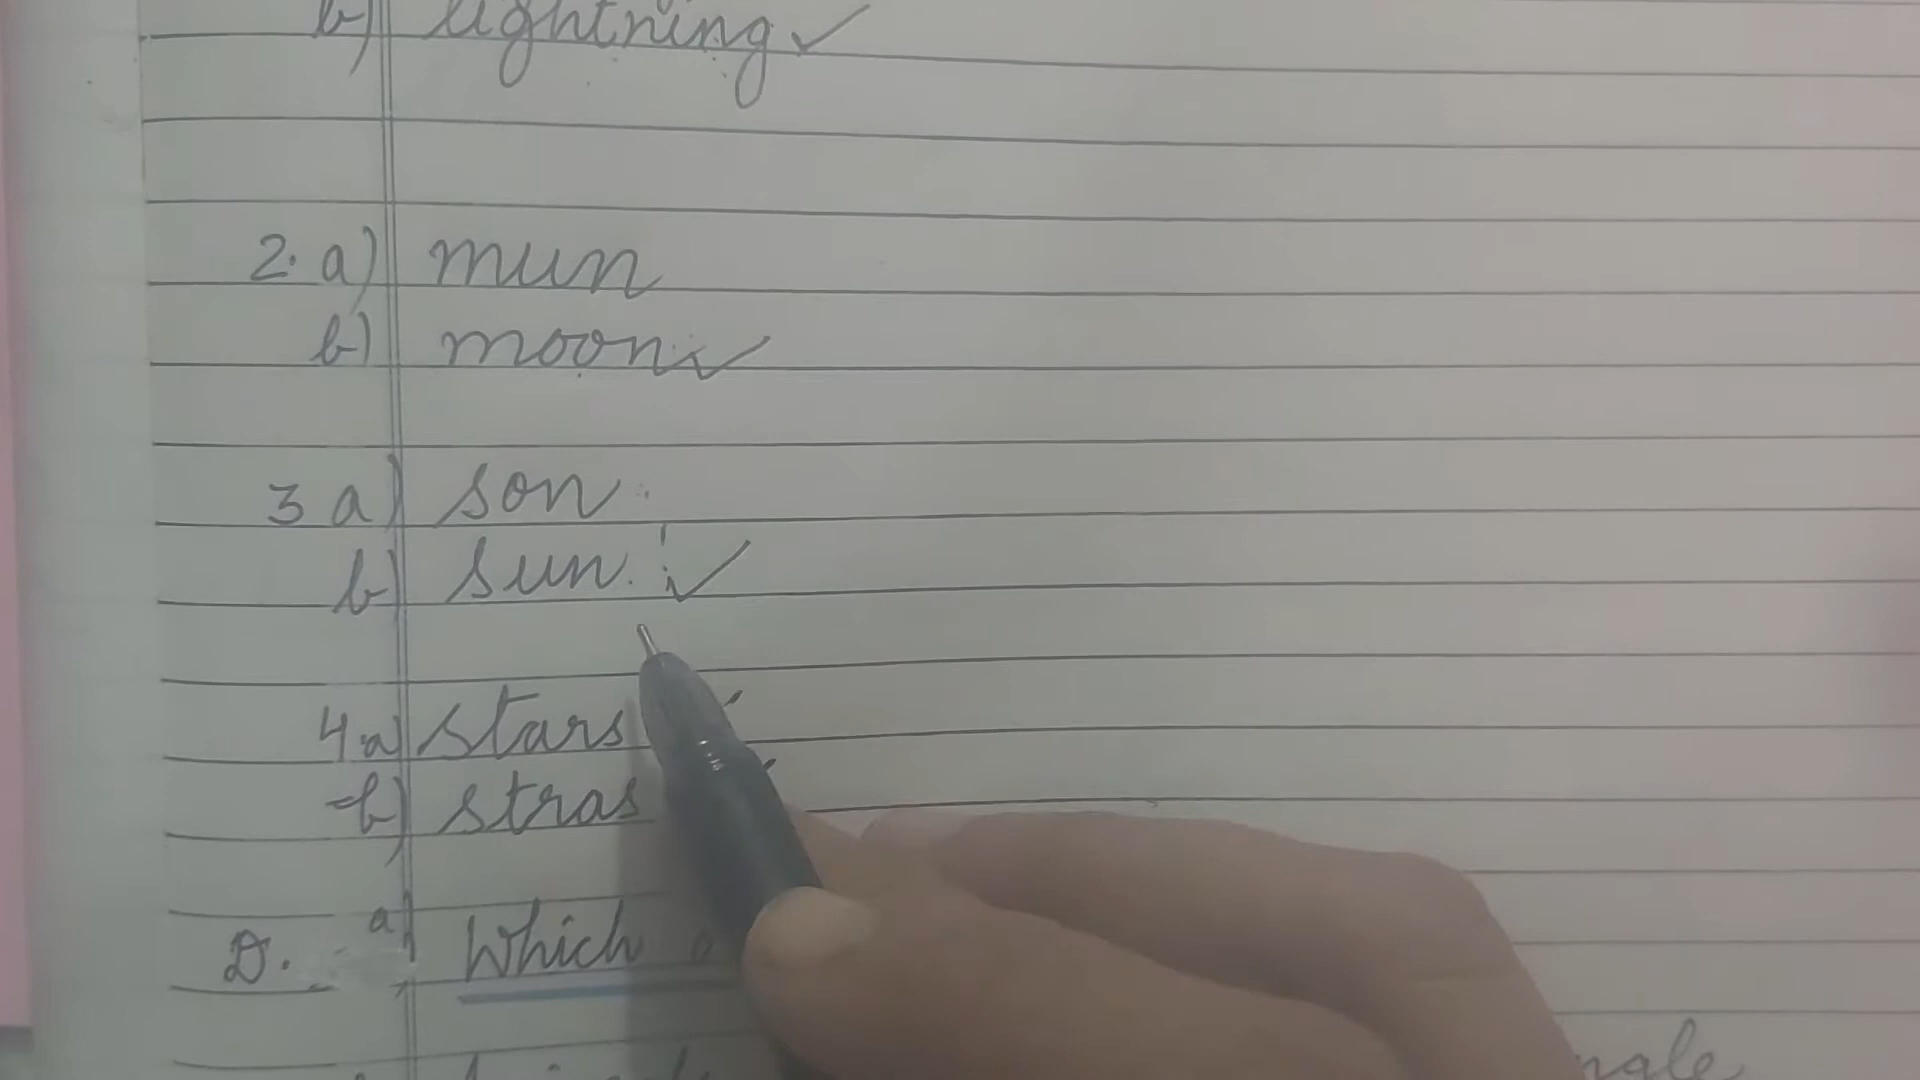 b) lightning ✓
2. a) mun
b) moon ✓
3 a) son
b) sun ✓
4 a) stars
b) stras
D. a) Which